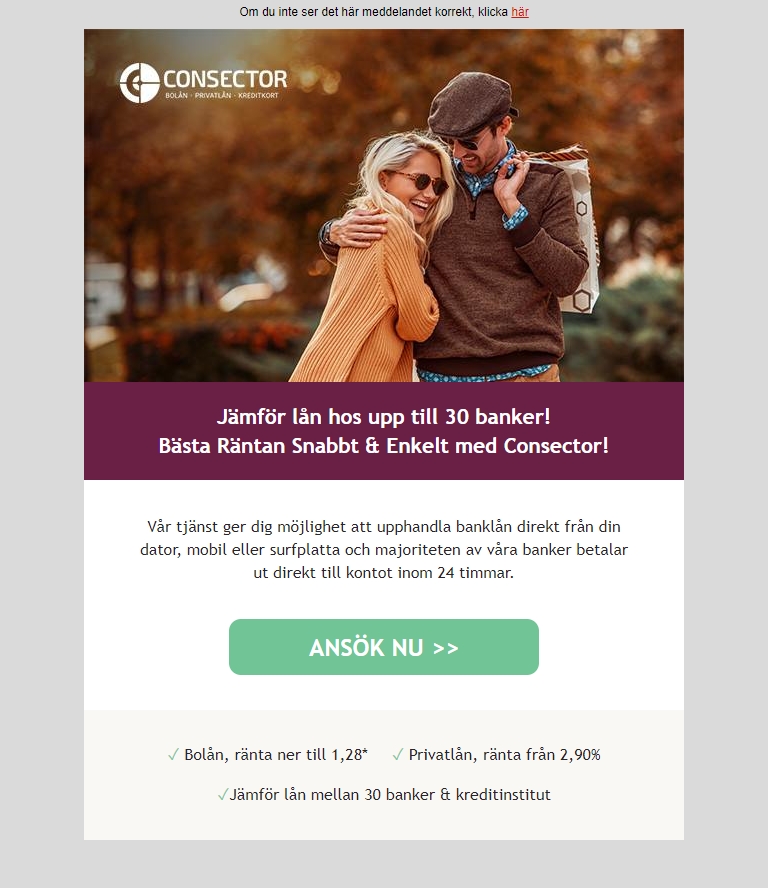 Om du inte ser det här meddelandet korrekt, klicka här
CONSECTOR
BOLÅN · PRIVATLÅN · KREDITKORT
Jämför lån hos upp till 30 banker!
Bästa Räntan Snabbt & Enkelt med Consector!
Vår tjänst ger dig möjlighet att upphandla banklån direkt från din
dator, mobil eller surfplatta och majoriteten av våra banker betalar
ut direkt till kontot inom 24 timmar.
ANSÖK NU >>
✓ Bolån, ränta ner till 1,28* ✓ Privatlån, ränta från 2,90%
✓Jämför lån mellan 30 banker & kreditinstitut